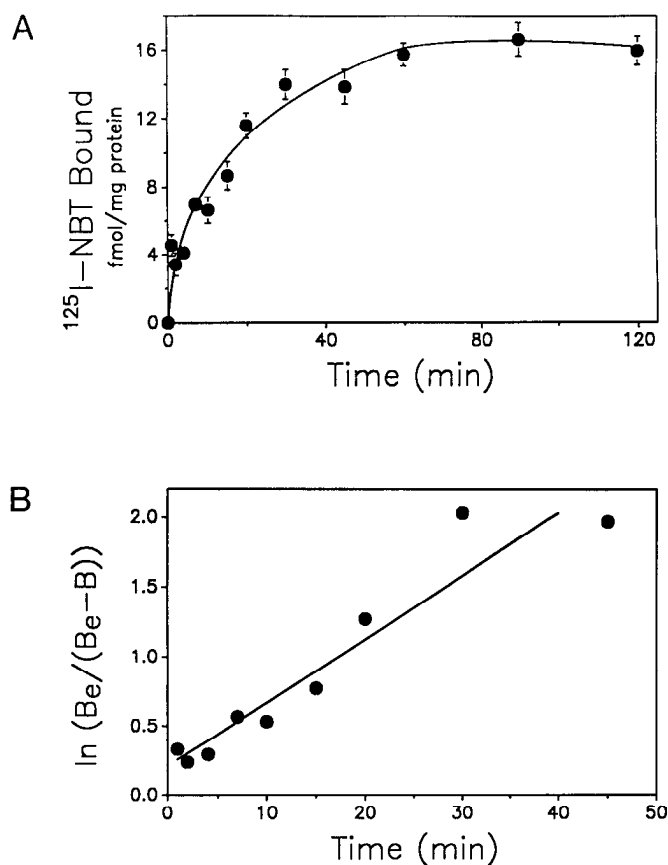 A
¹²⁵I-NBT Bound
fmol/mg protein
16
12
8
4
0
0
40
80
120
Time (min)
B
ln (Be/(Be-B))
2.0
1.5
1.0
0.5
0.0
0
10
20
30
40
50
Time (min)